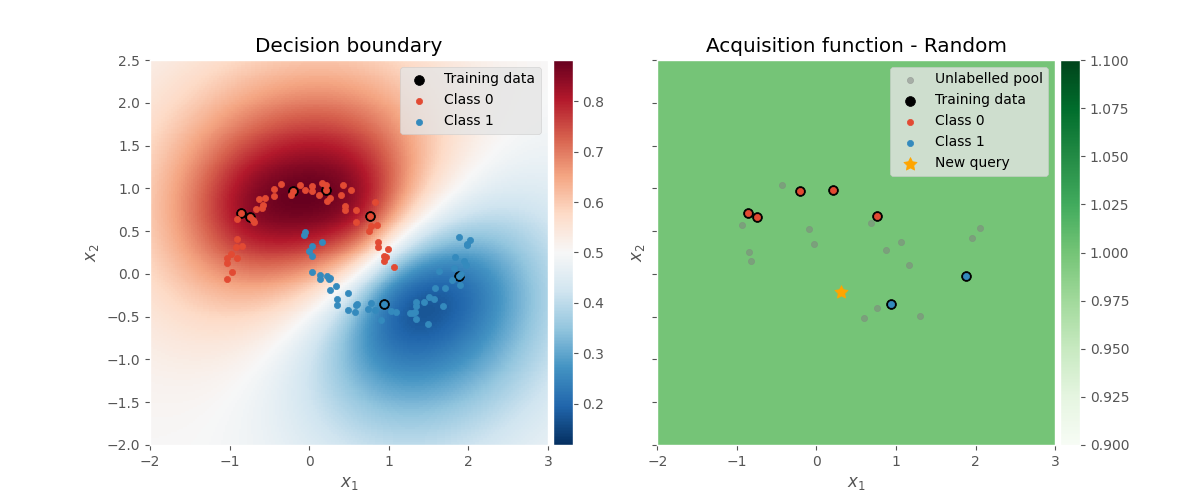 Decision boundary
2.5
2.0
1.5
1.0
0.5
0.0
−0.5
−1.0
−1.5
−2.0
x2
−2
−1
0
1
2
3
x1
Training data
Class 0
Class 1
0.8
0.7
0.6
0.5
0.4
0.3
0.2
Acquisition function - Random
x2
−2
−1
0
1
2
3
x1
Unlabelled pool
Training data
Class 0
Class 1
New query
1.100
1.075
1.050
1.025
1.000
0.975
0.950
0.925
0.900